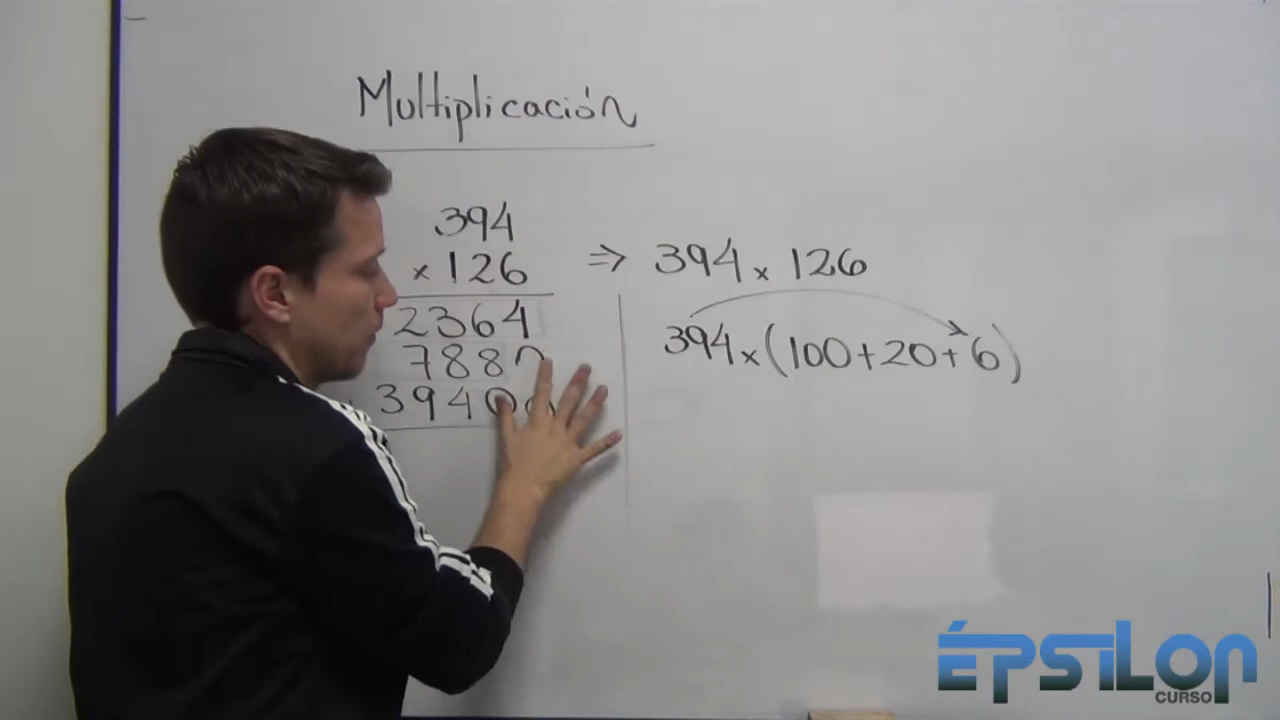 Multiplicación
394
× 126
2364
7880
39400
⇒ 394 × 126
394 × (100+20+6)
ÉPSILON
CURSO